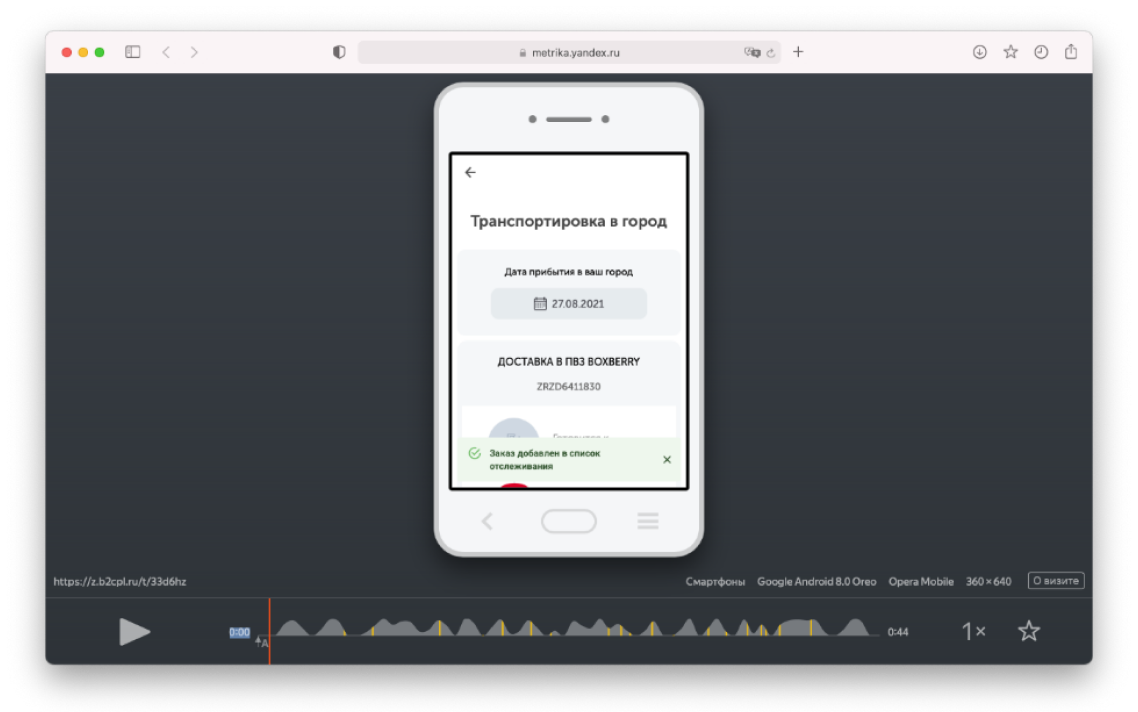 metrika.yandex.ru
Транспортировка в город
Дата прибытия в ваш город
27.08.2021
ДОСТАВКА В ПВЗ BOXBERRY
ZRZD6411830
Заказ добавлен в список
отслеживания
https://z.b2cpl.ru/t/33d6hz
Смартфоны Google Android 8.0 Oreo Opera Mobile 360×640 О визите
0:00
A
0:44
1×